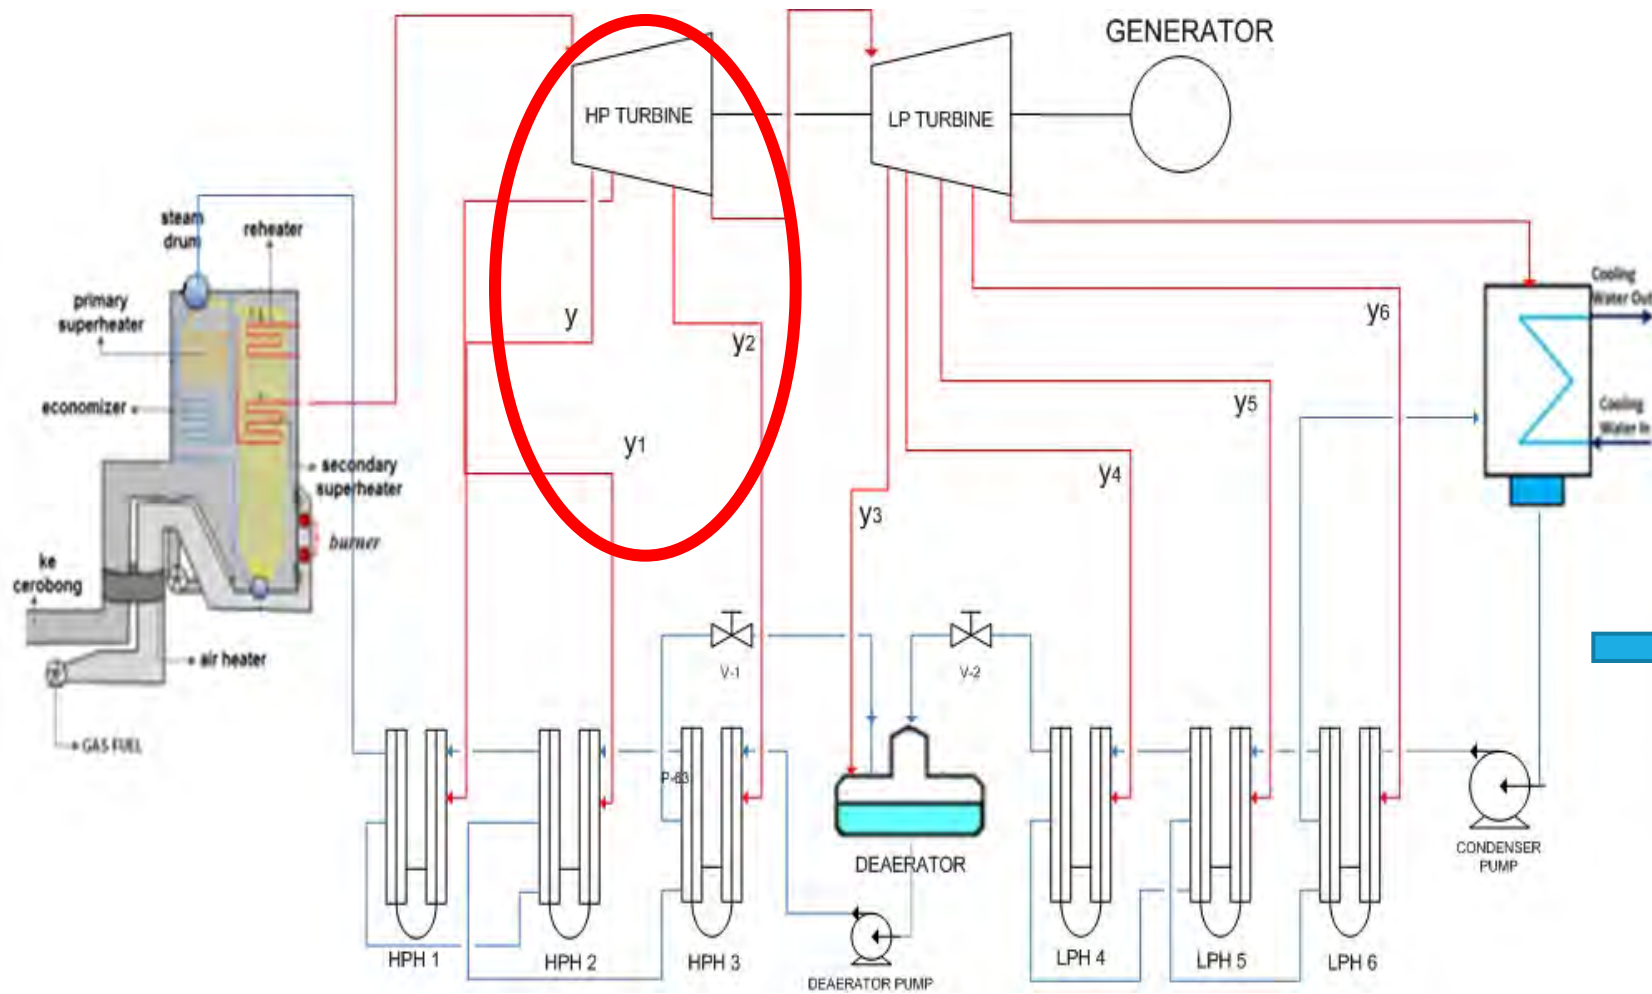 GENERATOR
HP TURBINE
LP TURBINE
steam
drum
reheater
primary
superheater
economizer
secondary
superheater
burner
ke
cerobong
air heater
GAS FUEL
y
y1
y2
y3
y4
y5
y6
Cooling
Water Out
Cooling
Water In
V-1
V-2
P-63
DEAERATOR
CONDENSER
PUMP
HPH 1
HPH 2
HPH 3
DEAERATOR PUMP
LPH 4
LPH 5
LPH 6